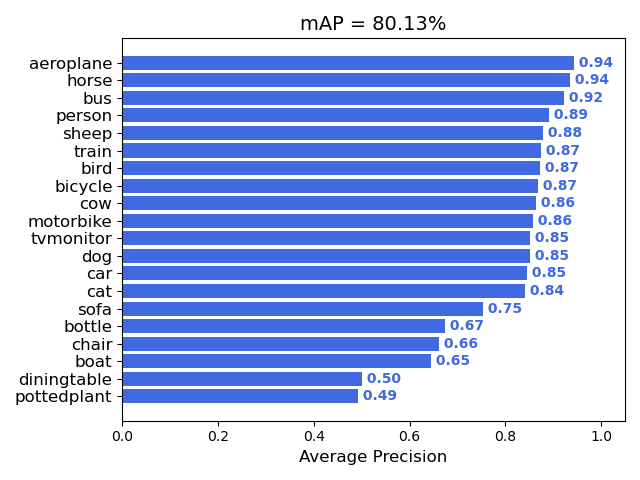 mAP = 80.13%
aeroplane 0.94
horse 0.94
bus 0.92
person 0.89
sheep 0.88
train 0.87
bird 0.87
bicycle 0.87
cow 0.86
motorbike 0.86
tvmonitor 0.85
dog 0.85
car 0.85
cat 0.84
sofa 0.75
bottle 0.67
chair 0.66
boat 0.65
diningtable 0.50
pottedplant 0.49
0.0 0.2 0.4 0.6 0.8 1.0
Average Precision